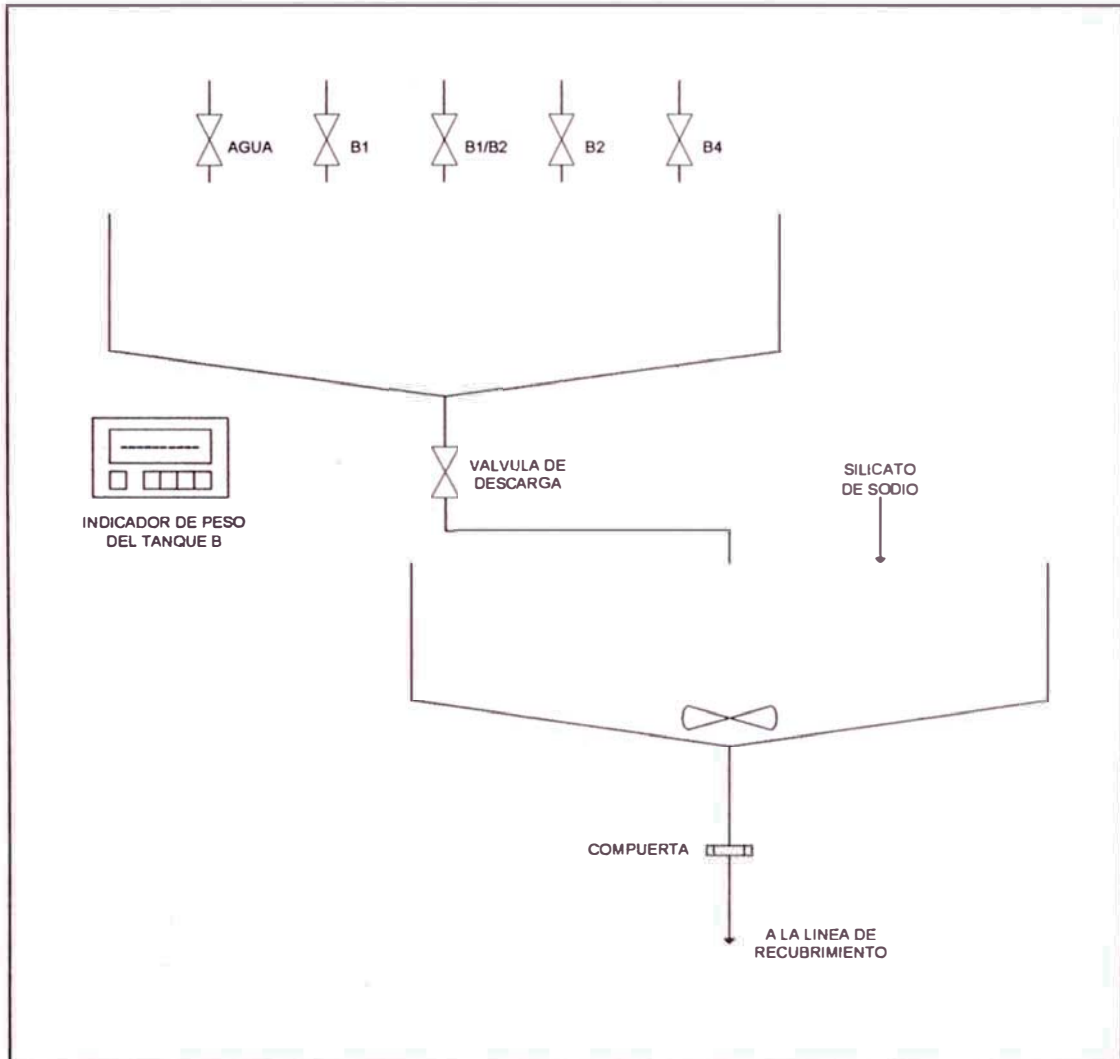 AGUA
B1
B1/B2
B2
B4
VALVULA DE
DESCARGA
SILICATO
DE SODIO
INDICADOR DE PESO
DEL TANQUE B
COMPUERTA
A LA LINEA DE
RECUBRIMIENTO